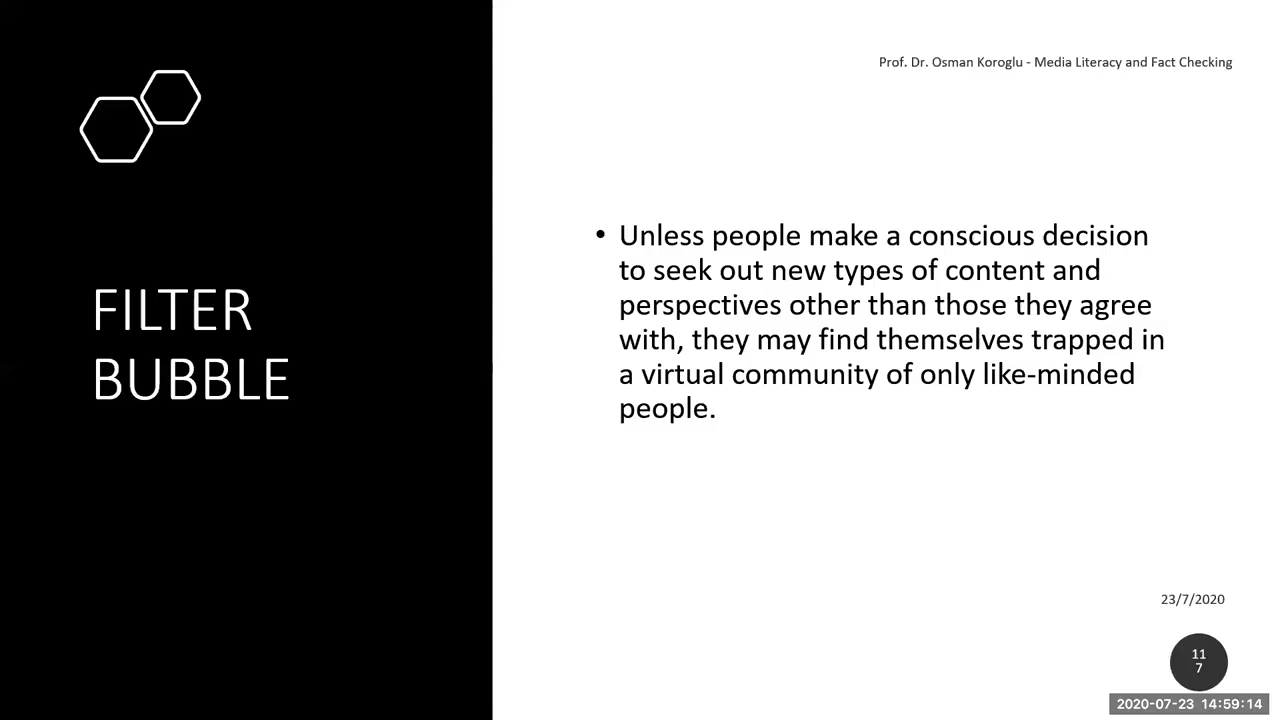 Prof. Dr. Osman Koroglu - Media Literacy and Fact Checking
FILTER
BUBBLE
• Unless people make a conscious decision
to seek out new types of content and
perspectives other than those they agree
with, they may find themselves trapped in
a virtual community of only like-minded
people.
23/7/2020
11
7
2020-07-23 14:59:14